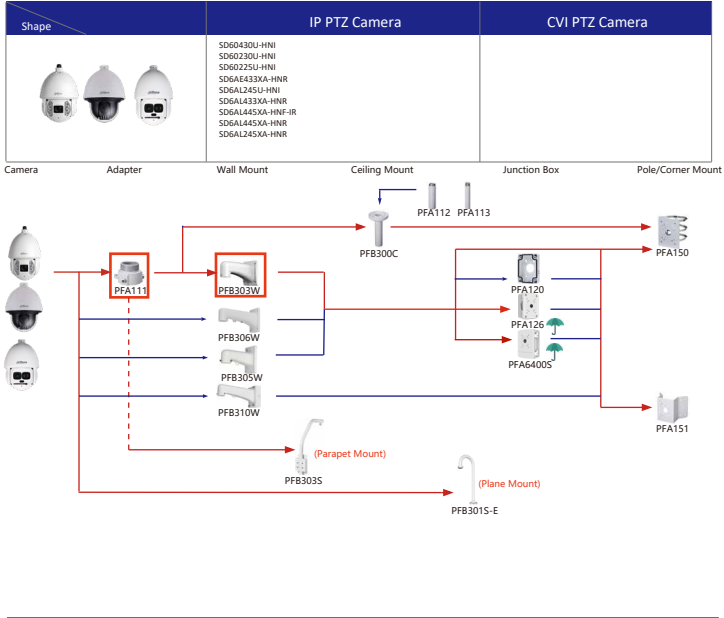 Shape
IP PTZ Camera
CVI PTZ Camera
SD60430U-HNI
SD60230U-HNI
SD60225U-HNI
SD6AE433XA-HNR
SD6AL245U-HNI
SD6AL433XA-HNR
SD6AL445XA-HNF-IR
SD6AL445XA-HNR
SD6AL245XA-HNR
Camera
Adapter
Wall Mount
Ceiling Mount
Junction Box
Pole/Corner Mount
PFA112
PFA113
PFB300C
PFA150
PFA111
PFB303W
PFA120
PFA126
PFB306W
PFA6400S
PFB305W
PFB310W
PFA151
(Parapet Mount)
PFB303S
(Plane Mount)
PFB301S-E